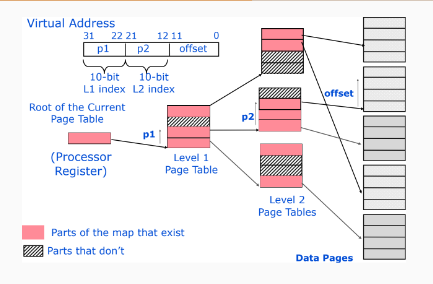 Virtual Address
31 22 21 12 11 0
p1 p2 offset
10-bit 10-bit
L1 index L2 index
Root of the Current
Page Table
(Processor
Register)
p1
Level 1
Page Table
p2
offset
Level 2
Page Tables
Parts of the map that exist
Parts that don't
Data Pages